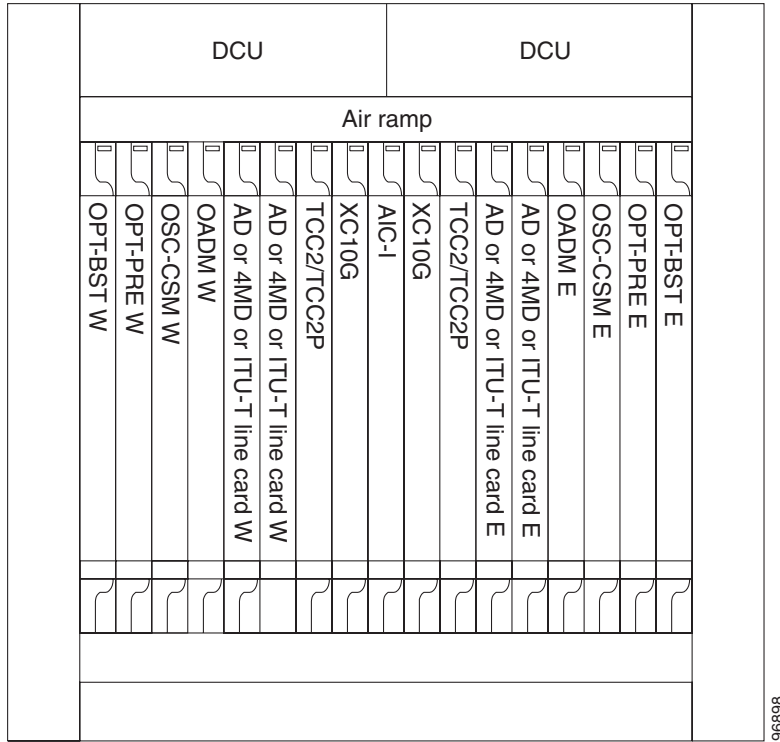 DCU
DCU
Air ramp
OPT-BST W
OPT-PRE W
OSC-CSM W
OADM W
AD or 4MD or ITU-T line card W
AD or 4MD or ITU-T line card W
TCC2/TCC2P
XC10G
AIC-I
XC10G
TCC2/TCC2P
AD or 4MD or ITU-T line card E
AD or 4MD or ITU-T line card E
OADM E
OSC-CSM E
OPT-PRE E
OPT-BST E
96898